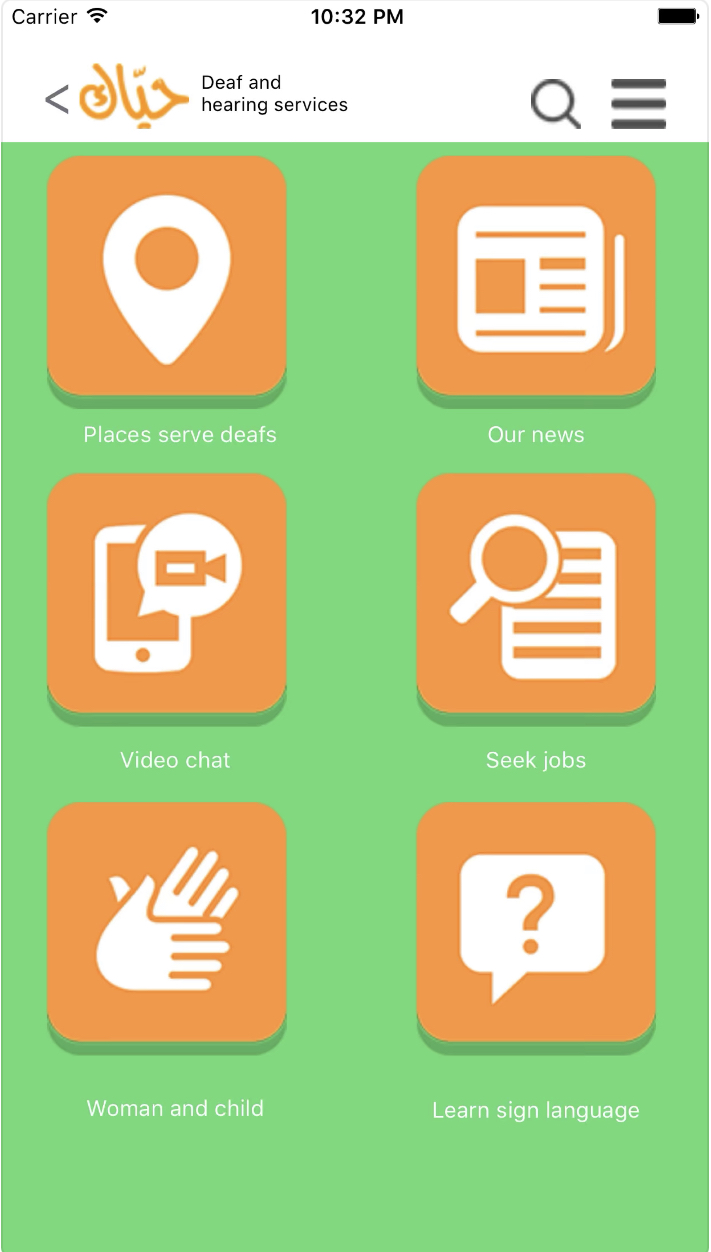 Carrier
10:32 PM
<
حيّاك
Deaf and
hearing services
Places serve deafs
Our news
Video chat
Seek jobs
?
Woman and child
Learn sign language